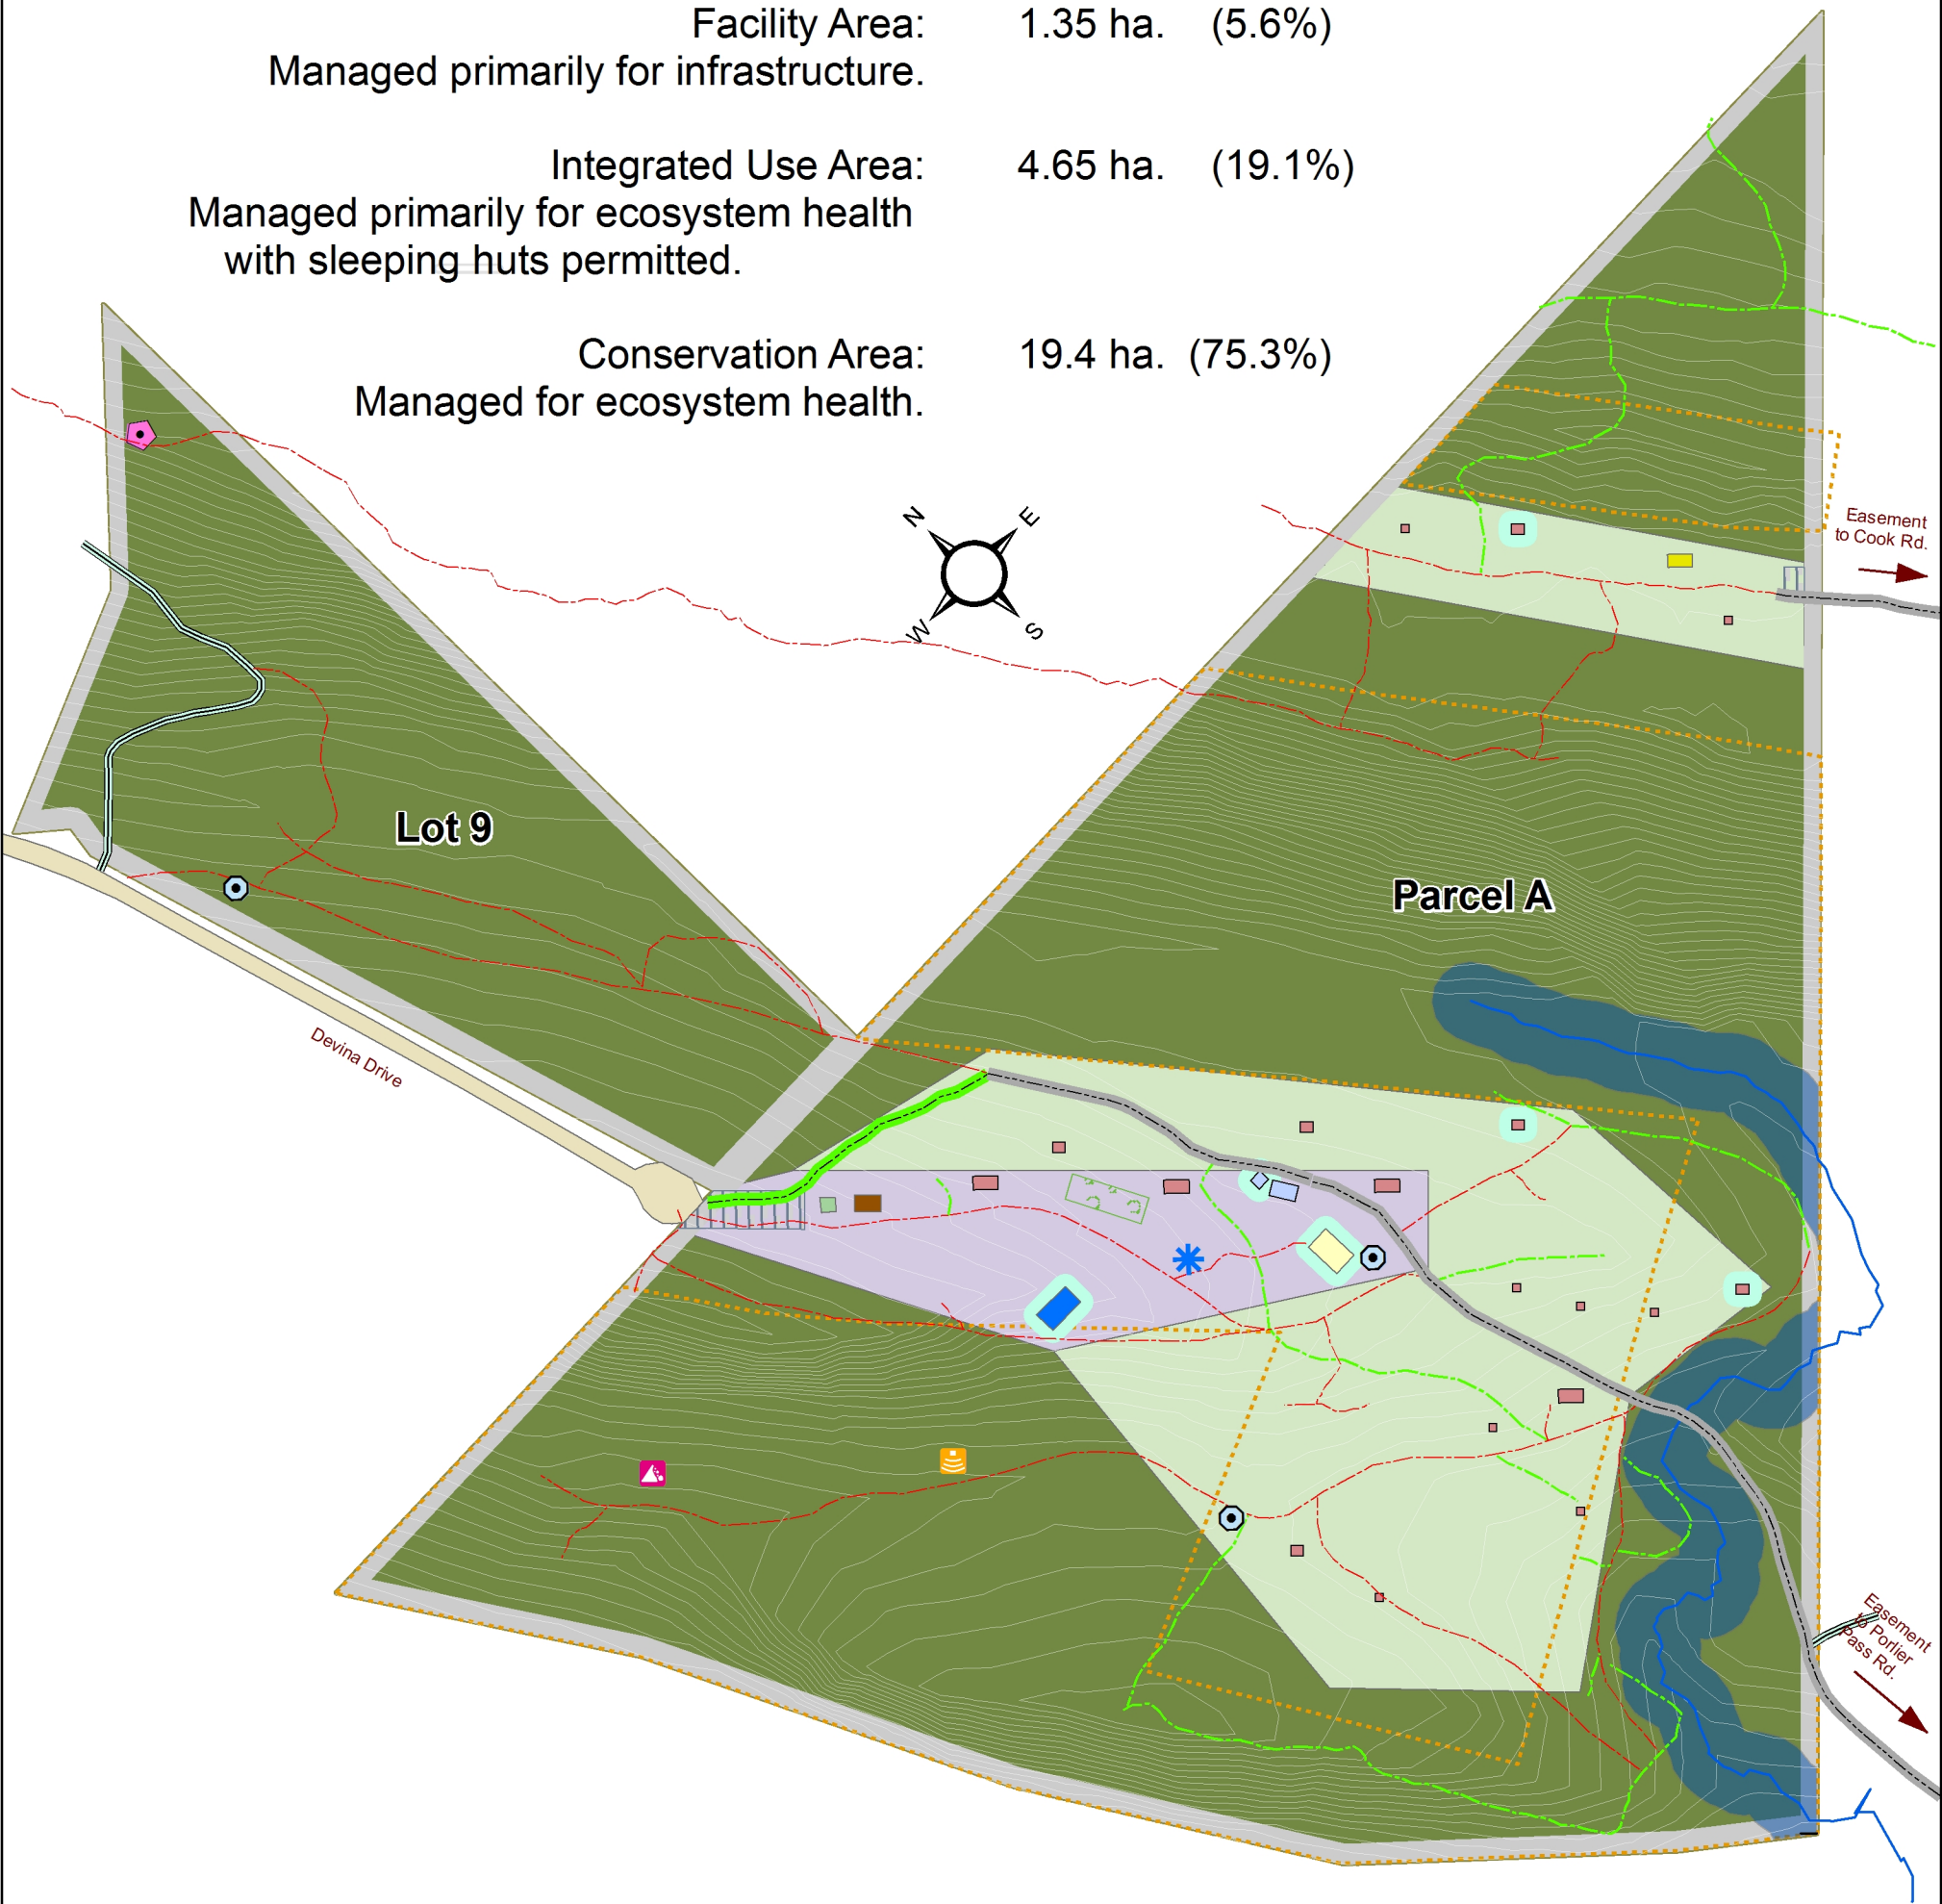 Facility Area: 1.35 ha. (5.6%)
Managed primarily for infrastructure.
Integrated Use Area: 4.65 ha. (19.1%)
Managed primarily for ecosystem health
with sleeping huts permitted.
Conservation Area: 19.4 ha. (75.3%)
Managed for ecosystem health.
N
E
W
S
Easement
to Cook Rd.
Lot 9
Parcel A
Devina Drive
Easement
to Porlier
Pass Rd.